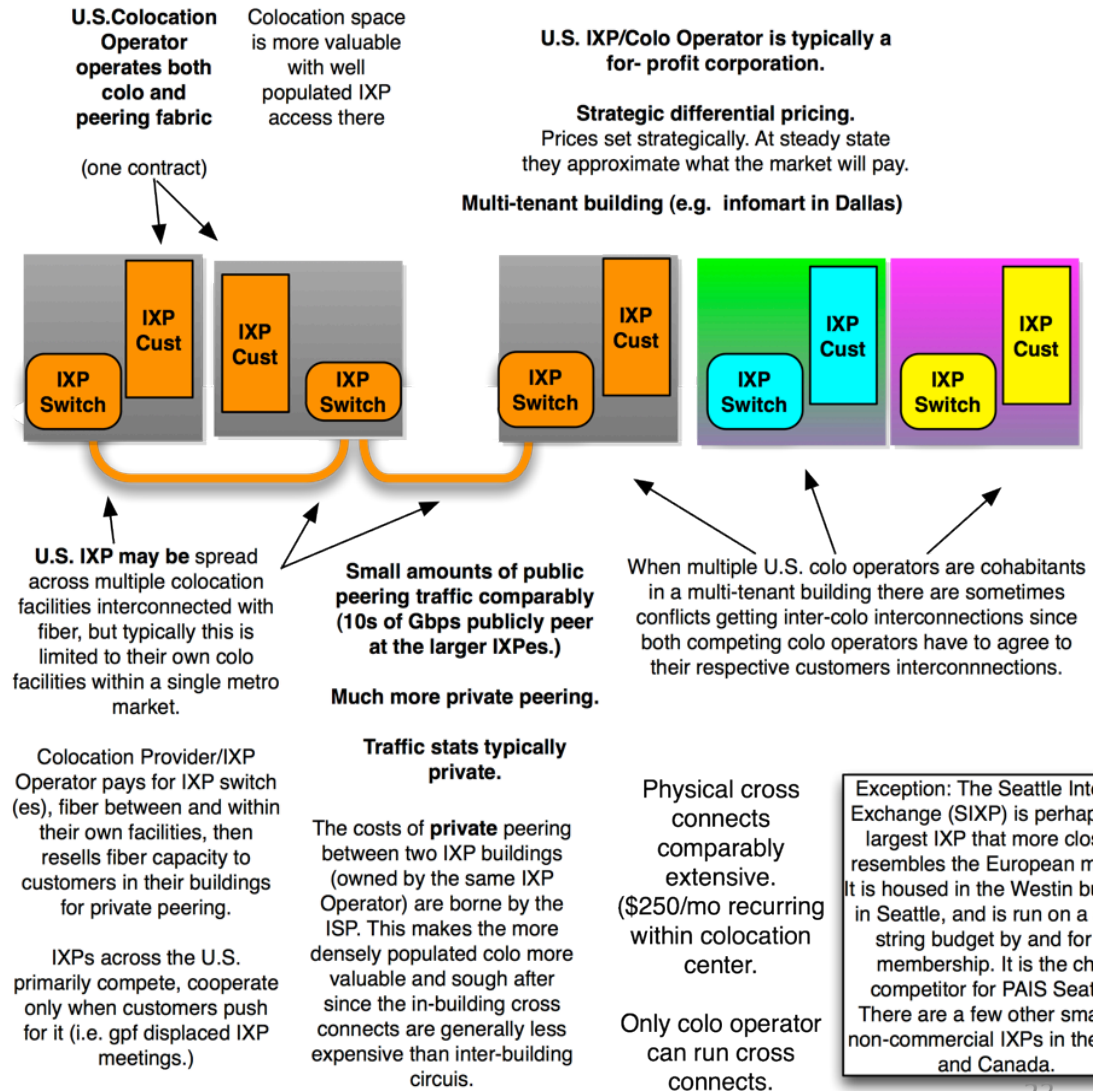 U.S.Colocation
Operator
operates both
colo and
peering fabric
(one contract)
Colocation space
is more valuable
with well
populated IXP
access there
U.S. IXP/Colo Operator is typically a
for- profit corporation.
Strategic differential pricing.
Prices set strategically. At steady state
they approximate what the market will pay.
Multi-tenant building (e.g. infomart in Dallas)
IXP
Cust
IXP
Switch
IXP
Cust
IXP
Switch
IXP
Cust
IXP
Switch
IXP
Cust
IXP
Switch
IXP
Cust
IXP
Switch
U.S. IXP may be spread
across multiple colocation
facilities interconnected with
fiber, but typically this is
limited to their own colo
facilities within a single metro
market.
Colocation Provider/IXP
Operator pays for IXP switch
(es), fiber between and within
their own facilities, then
resells fiber capacity to
customers in their buildings
for private peering.
IXPs across the U.S.
primarily compete, cooperate
only when customers push
for it (i.e. gpf displaced IXP
meetings.)
Small amounts of public
peering traffic comparably
(10s of Gbps publicly peer
at the larger IXPes.)
Much more private peering.
Traffic stats typically
private.
The costs of private peering
between two IXP buildings
(owned by the same IXP
Operator) are borne by the
ISP. This makes the more
densely populated colo more
valuable and sough after
since the in-building cross
connects are generally less
expensive than inter-building
circuis.
When multiple U.S. colo operators are cohabitants
in a multi-tenant building there are sometimes
conflicts getting inter-colo interconnections since
both competing colo operators have to agree to
their respective customers interconnnections.
Physical cross
connects
comparably
extensive.
($250/mo recurring
within colocation
center.
Only colo operator
can run cross
connects.
Exception: The Seattle
Exchange (SIXP) is
largest IXP that more
resembles the European
It is housed in the Westin
in Seattle, and is run on a
string budget by and for
membership. It is the
competitor for PAIS
There are a few other
non-commercial IXPs in the
and Canada.